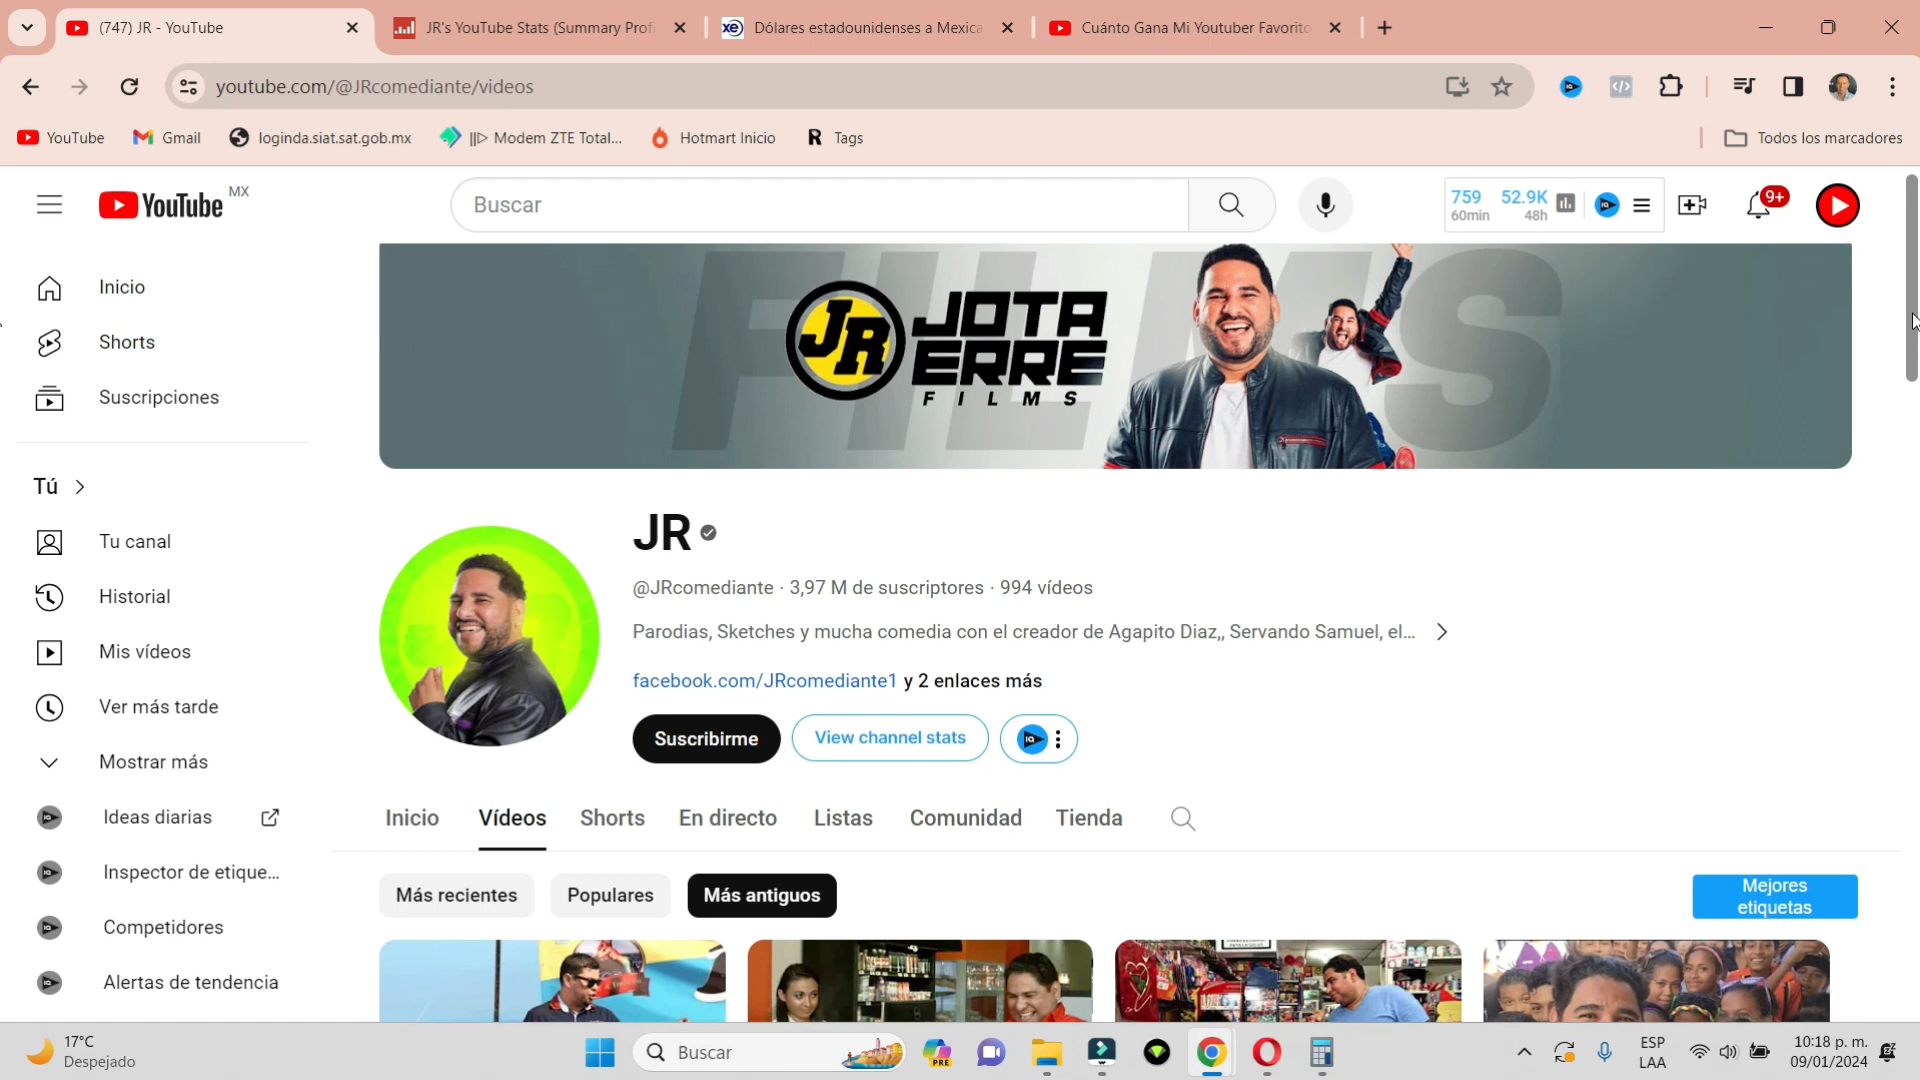 (747) JR - YouTube
JR's YouTube Stats (Summary Profi
xe
Dólares estadounidenses a Mexica
Cuánto Gana Mi Youtuber Favorito
youtube.com/@JRcomediante/videos
YouTube
Gmail
loginda.siat.sat.gob.mx
||▷ Modem ZTE Total...
Hotmart Inicio
R Tags
Todos los marcadores
YouTube MX
Buscar
759 52.9K
60min 48h
9+
Inicio
Shorts
Suscripciones
Tú
Tu canal
Historial
Mis vídeos
Ver más tarde
Mostrar más
Ideas diarias
Inspector de etique...
Competidores
Alertas de tendencia
FILMS
JR JOTA
ERRE
FILMS
JR
@JRcomediante · 3,97 M de suscriptores · 994 vídeos
Parodias, Sketches y mucha comedia con el creador de Agapito Diaz,, Servando Samuel, el...
facebook.com/JRcomediante1 y 2 enlaces más
Suscribirme
View channel stats
IQ
Inicio
Vídeos
Shorts
En directo
Listas
Comunidad
Tienda
Más recientes
Populares
Más antiguos
Mejores
etiquetas
17°C
Despejado
Buscar
PRE
ESP
LAA
10:18 p. m.
09/01/2024